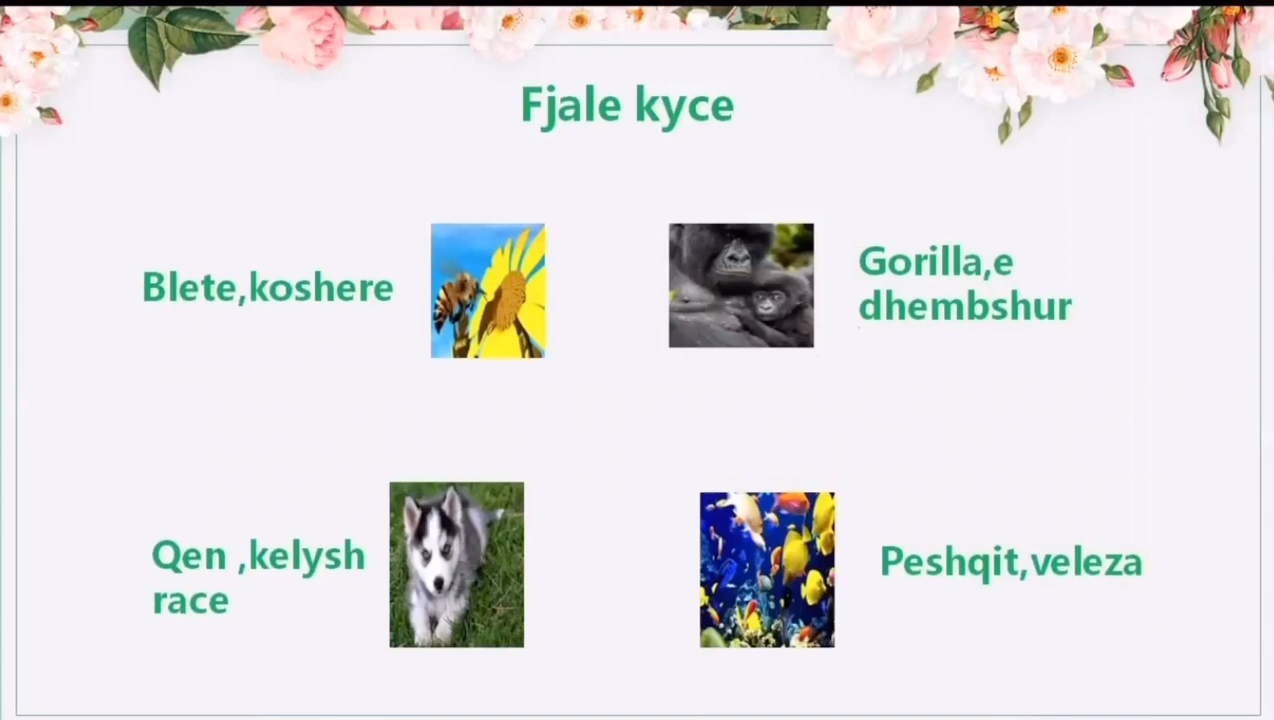 Fjale kyce
Blete,koshere
Gorilla,e
dhembshur
Qen ,kelysh
race
Peshqit,veleza